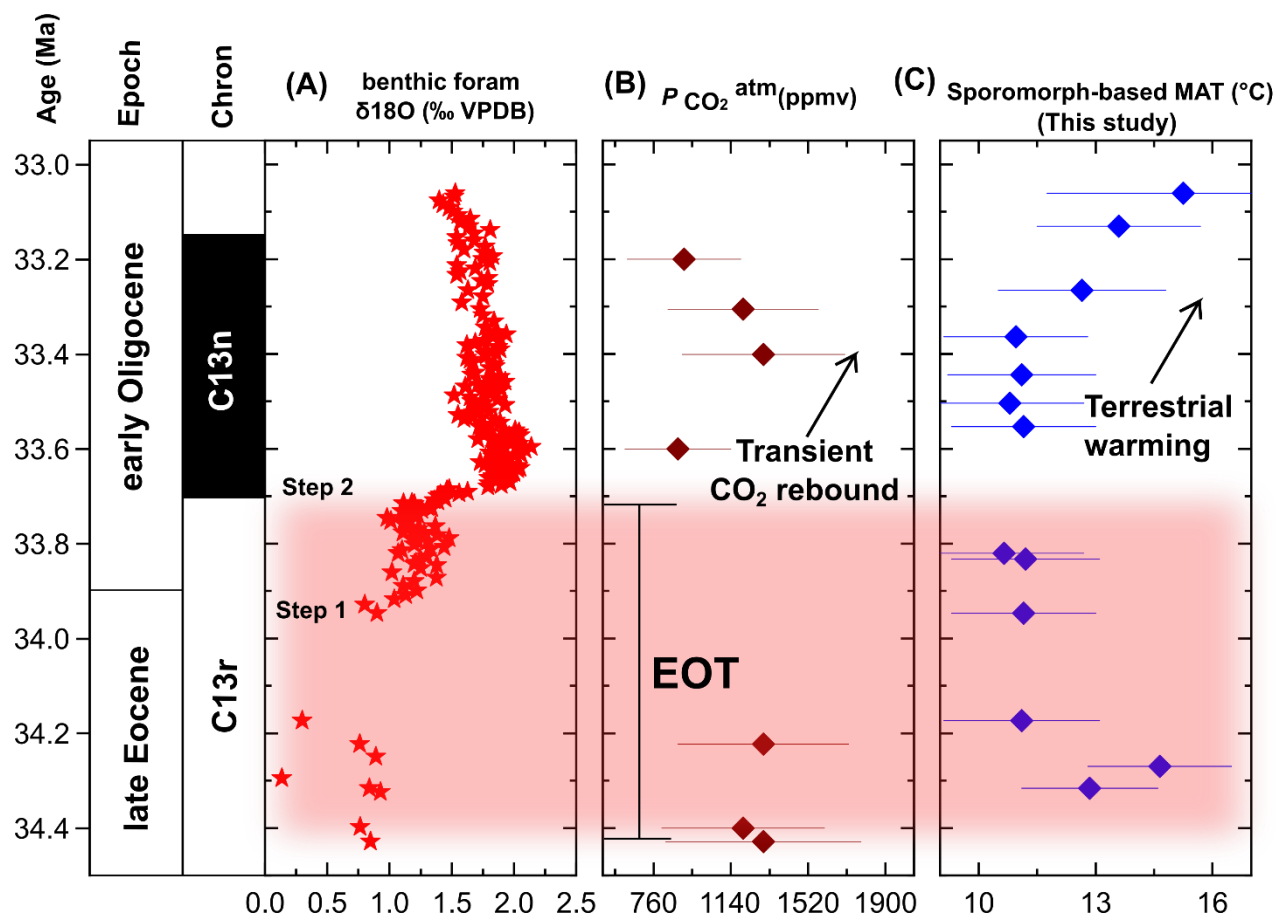 Age (Ma)
Epoch
Chron
(A)
benthic foram
δ18O (‰ VPDB)
(B)
P CO2 atm(ppmv)
(C)
Sporomorph-based MAT (°C)
(This study)
33.0
33.2
33.4
33.6
33.8
34.0
34.2
34.4
early Oligocene
late Eocene
C13n
C13r
Step 2
Step 1
EOT
Transient
CO2 rebound
Terrestrial
warming
0.0 0.5 1.0 1.5 2.0 2.5
760 1140 1520 1900
10 13 16